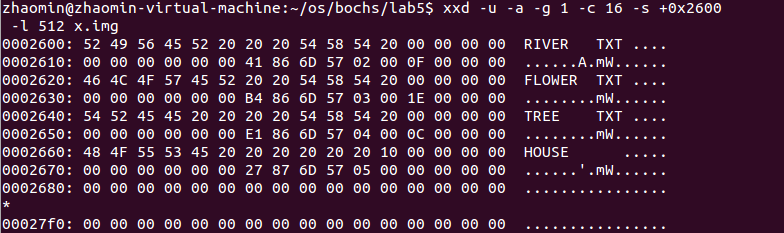 zhaomin@zhaomin-virtual-machine:~/os/bochs/lab5$ xxd -u -a -g 1 -c 16 -s +0x2600
 -l 512 x.img
0002600: 52 49 56 45 52 20 20 20 54 58 54 20 00 00 00 00  RIVER   TXT ....
0002610: 00 00 00 00 00 00 41 86 6D 57 02 00 0F 00 00 00  ......A.mW......
0002620: 46 4C 4F 57 45 52 20 20 54 58 54 20 00 00 00 00  FLOWER  TXT ....
0002630: 00 00 00 00 00 00 B4 86 6D 57 03 00 1E 00 00 00  ........mW......
0002640: 54 52 45 45 20 20 20 20 54 58 54 20 00 00 00 00  TREE    TXT ....
0002650: 00 00 00 00 00 00 E1 86 6D 57 04 00 0C 00 00 00  ........mW......
0002660: 48 4F 55 53 45 20 20 20 20 20 20 10 00 00 00 00  HOUSE      .....
0002670: 00 00 00 00 00 00 27 87 6D 57 05 00 00 00 00 00  ......'.mW......
0002680: 00 00 00 00 00 00 00 00 00 00 00 00 00 00 00 00  ................
*
00027f0: 00 00 00 00 00 00 00 00 00 00 00 00 00 00 00 00  ................